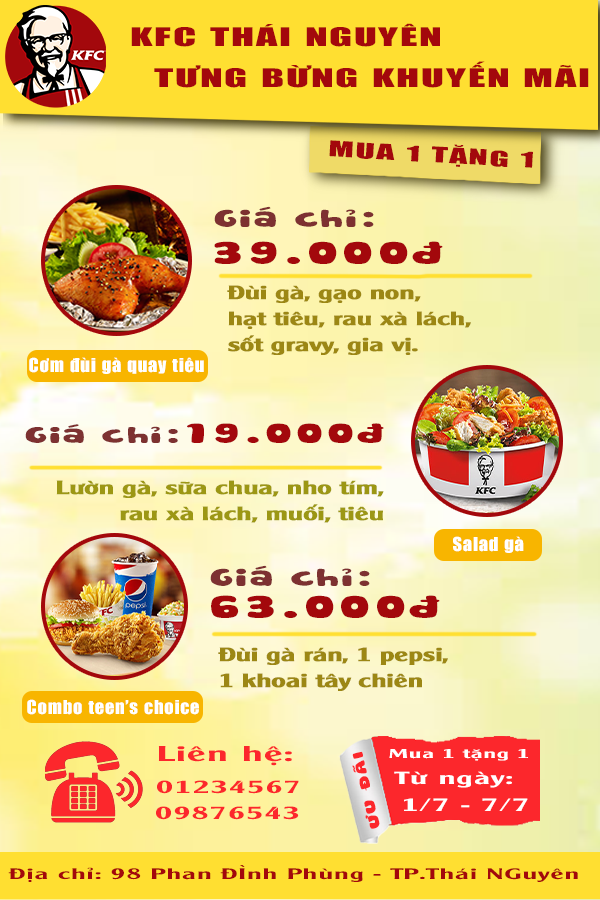 KFC
KFC THÁI NGUYÊN
TƯNG BỪNG KHUYẾN MÃI
MUA 1 TẶNG 1
Giá chỉ:
39.000đ
Đùi gà, gạo non,
hạt tiêu, rau xà lách,
sốt gravy, gia vị.
Cơm đùi gà quay tiêu
Giá chỉ: 19.000đ
Lườn gà, sữa chua, nho tím,
rau xà lách, muối, tiêu
KFC
Salad gà
Giá chỉ:
63.000đ
Đùi gà rán, 1 pepsi,
1 khoai tây chiên
pepsi
Combo teen's choice
Liên hệ:
01234567
09876543
ƯU ĐÃI
Mua 1 tặng 1
Từ ngày:
1/7 - 7/7
Địa chỉ: 98 Phan ĐÌnh Phùng - TP.Thái NGuyên